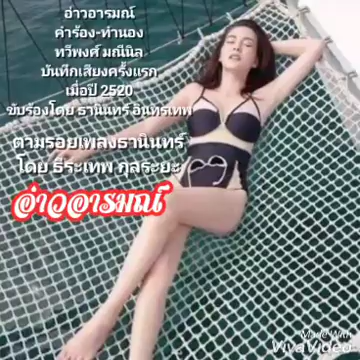 อ่าวอารมณ์
คำร้อง-ทำนอง
ทวีพงศ์ มณีนิล
บันทึกเสียงครั้งแรก
เมื่อปี 2520
ขับร้องโดย ธานินทร์ อินทรเทพ
ตามรอยเพลงธานินทร์
โดย ธีระเทพ กุลระยะ
อ่าวอารมณ์
Made With
VivaVideo